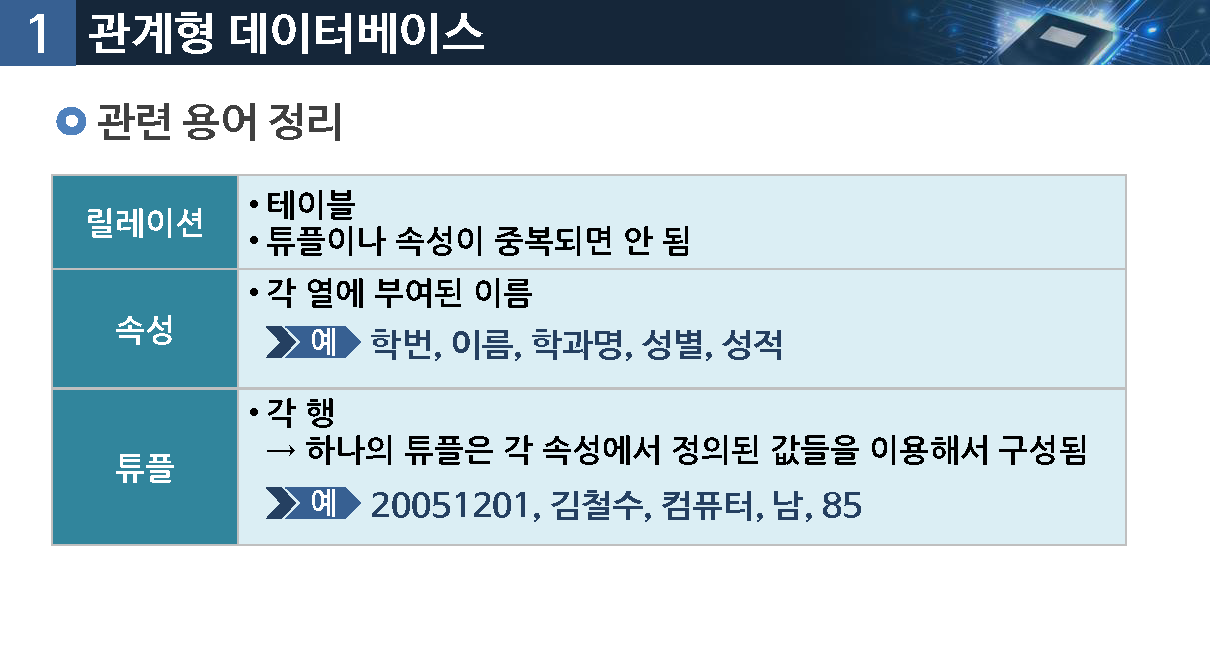 1 관계형 데이터베이스
관련 용어 정리
릴레이션
• 테이블
• 튜플이나 속성이 중복되면 안 됨
속성
• 각 열에 부여된 이름
예 학번, 이름, 학과명, 성별, 성적
튜플
• 각 행
→ 하나의 튜플은 각 속성에서 정의된 값들을 이용해서 구성됨
예 20051201, 김철수, 컴퓨터, 남, 85